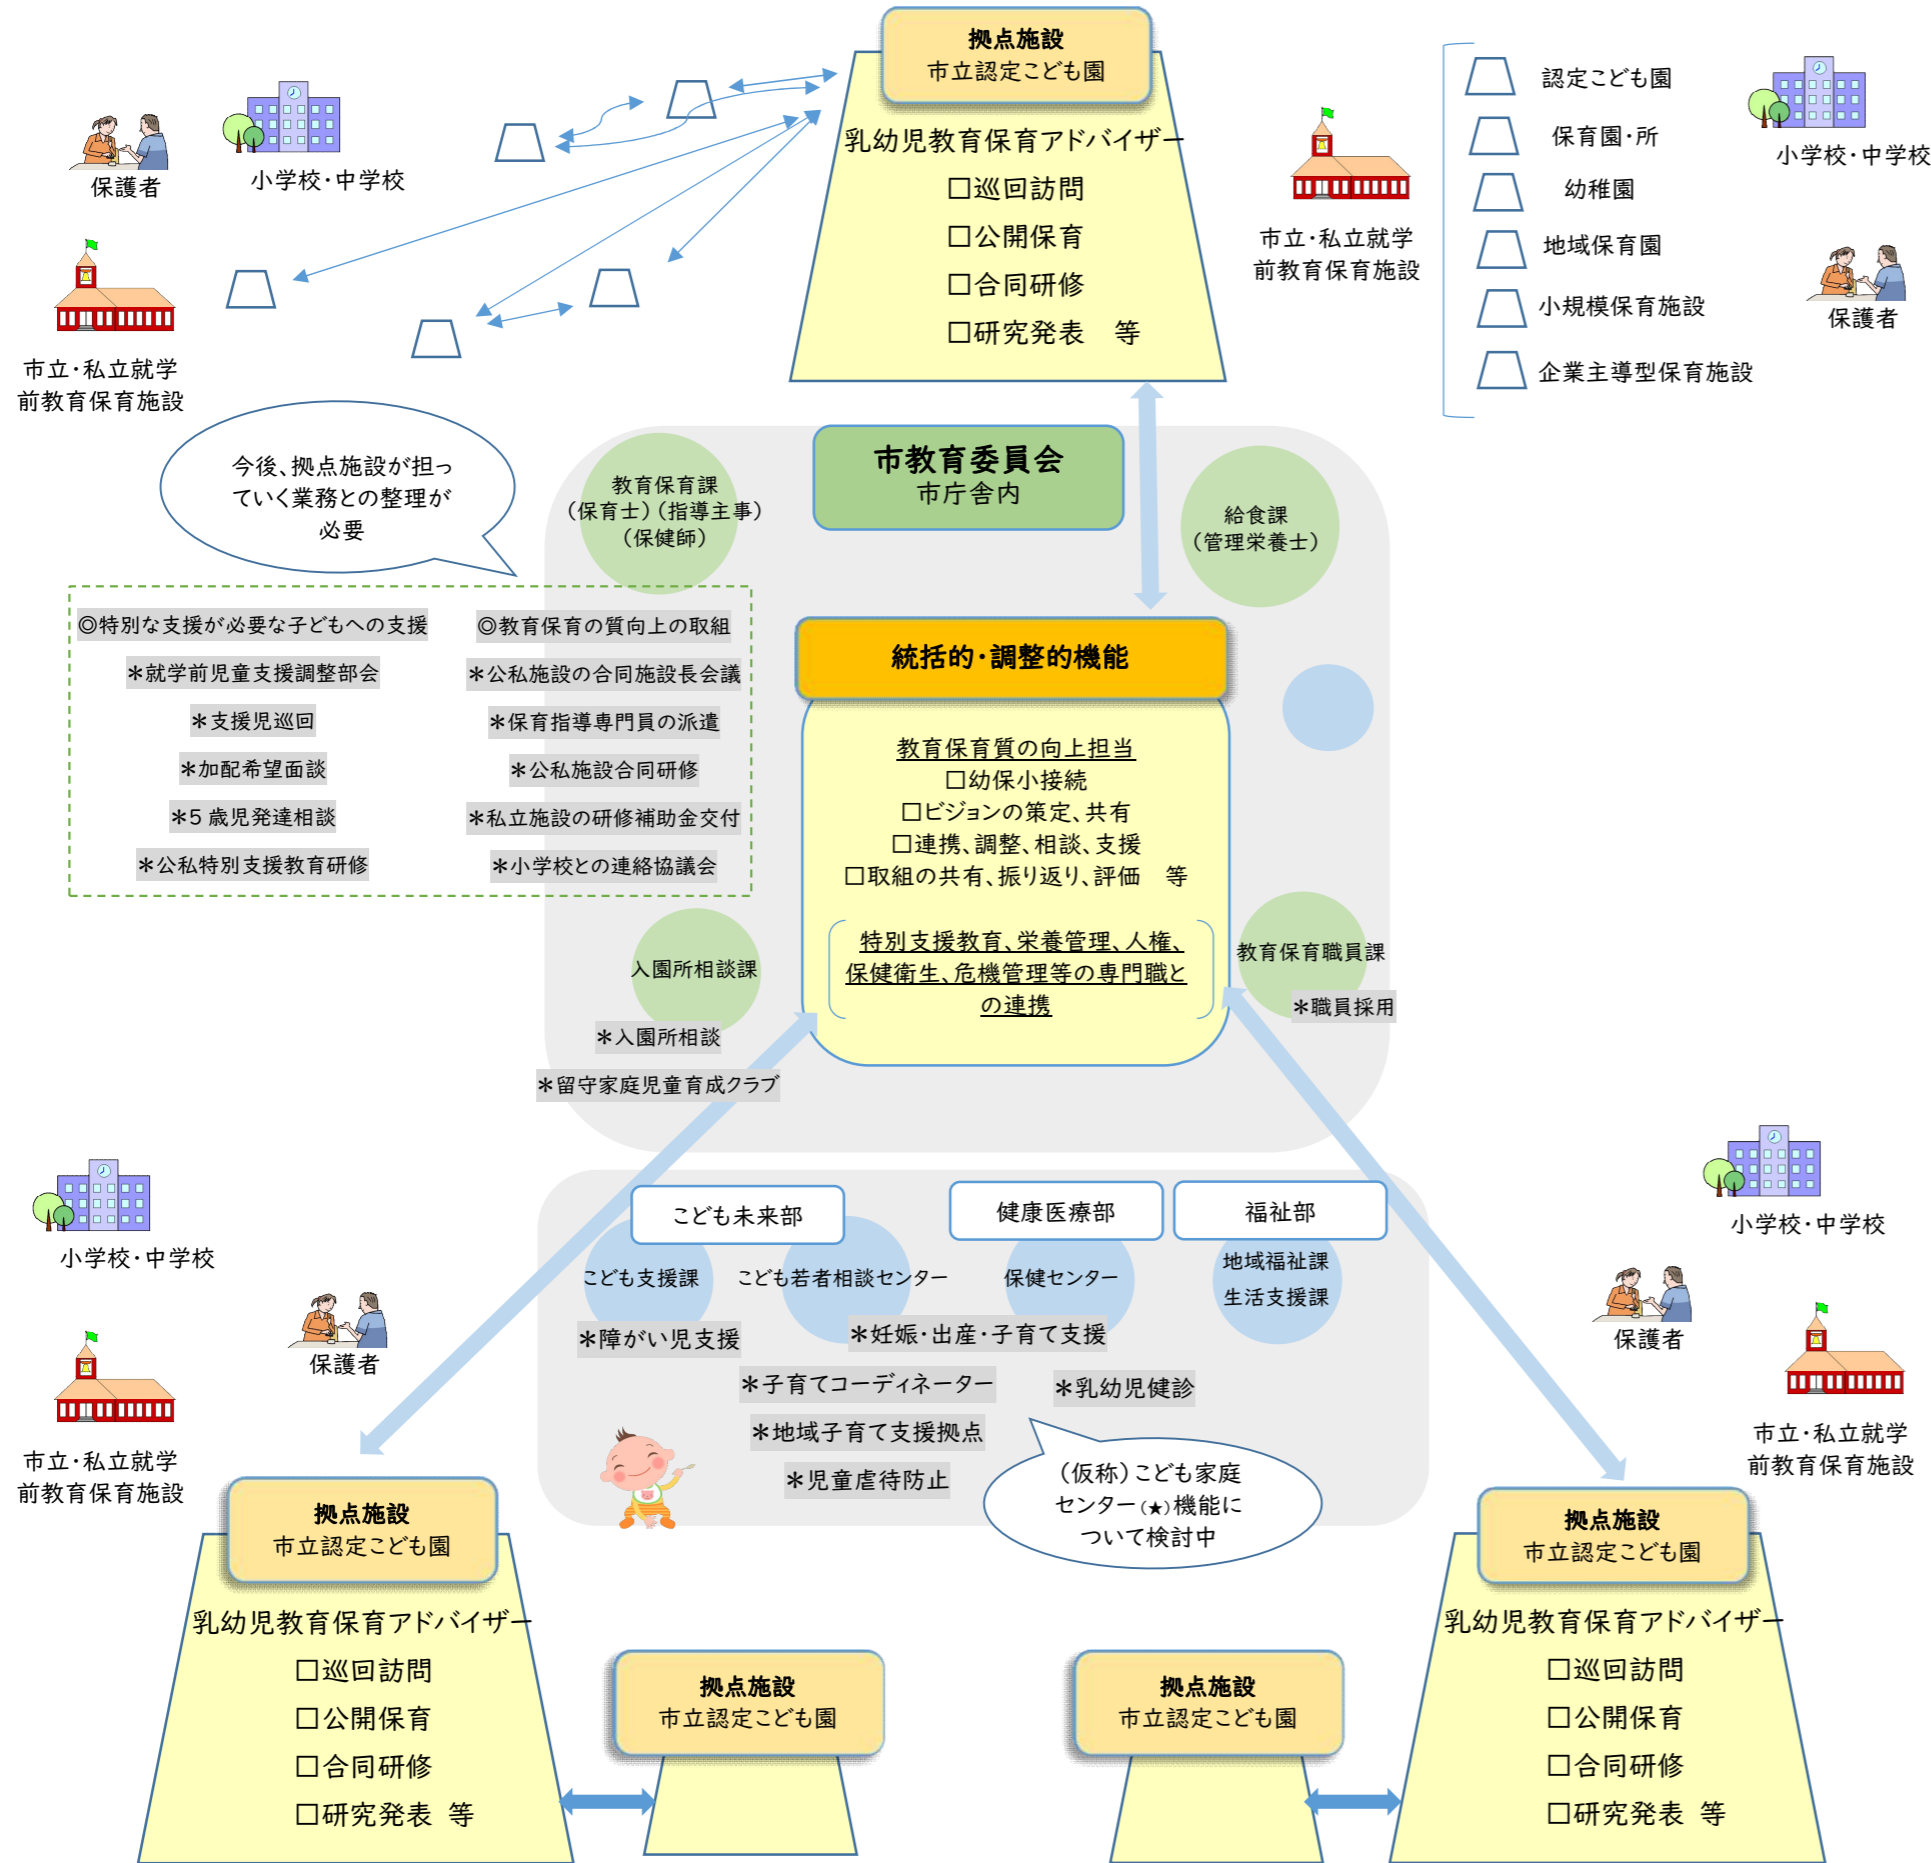 拠点施設
市立認定こども園
乳幼児教育保育アドバイザー
□巡回訪問
□公開保育
□合同研修
□研究発表　等
保護者
小学校・中学校
市立・私立就学
前教育保育施設
市立・私立就学
前教育保育施設
認定こども園
保育園・所
幼稚園
地域保育園
小規模保育施設
企業主導型保育施設
小学校・中学校
保護者
今後、拠点施設が担っ
ていく業務との整理が
必要
市教育委員会
市庁舎内
教育保育課
（保育士）（指導主事）
（保健師）
給食課
（管理栄養士）
◎特別な支援が必要な子どもへの支援
＊就学前児童支援調整部会
＊支援児巡回
＊加配希望面談
＊5 歳児発達相談
＊公私特別支援教育研修
◎教育保育の質向上の取組
＊公私施設の合同施設長会議
＊保育指導専門員の派遣
＊公私施設合同研修
＊私立施設の研修補助金交付
＊小学校との連絡協議会
統括的・調整的機能
教育保育質の向上担当
□幼保小接続
□ビジョンの策定、共有
□連携、調整、相談、支援
□取組の共有、振り返り、評価　等
特別支援教育、栄養管理、人権、
保健衛生、危機管理等の専門職と
の連携
入園所相談課
＊入園所相談
＊留守家庭児童育成クラブ
教育保育職員課
＊職員採用
こども未来部
健康医療部
福祉部
こども支援課
こども若者相談センター
保健センター
地域福祉課
生活支援課
＊障がい児支援
＊妊娠・出産・子育て支援
＊子育てコーディネーター
＊乳幼児健診
＊地域子育て支援拠点
＊児童虐待防止
（仮称）こども家庭
センター（★）機能に
ついて検討中
小学校・中学校
保護者
市立・私立就学
前教育保育施設
小学校・中学校
保護者
市立・私立就学
前教育保育施設
拠点施設
市立認定こども園
乳幼児教育保育アドバイザー
□巡回訪問
□公開保育
□合同研修
□研究発表 等
拠点施設
市立認定こども園
拠点施設
市立認定こども園
拠点施設
市立認定こども園
乳幼児教育保育アドバイザー
□巡回訪問
□公開保育
□合同研修
□研究発表 等